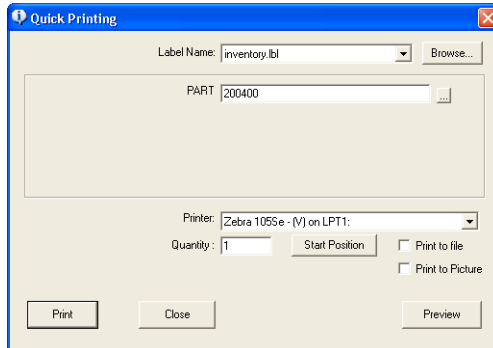 Quick Printing
Label Name: inventory.lbl Browse...
PART 200400 ...
Printer: Zebra 105Se - (V) on LPT1:
Quantity : 1 Start Position Print to file
Print to Picture
Print Close Preview